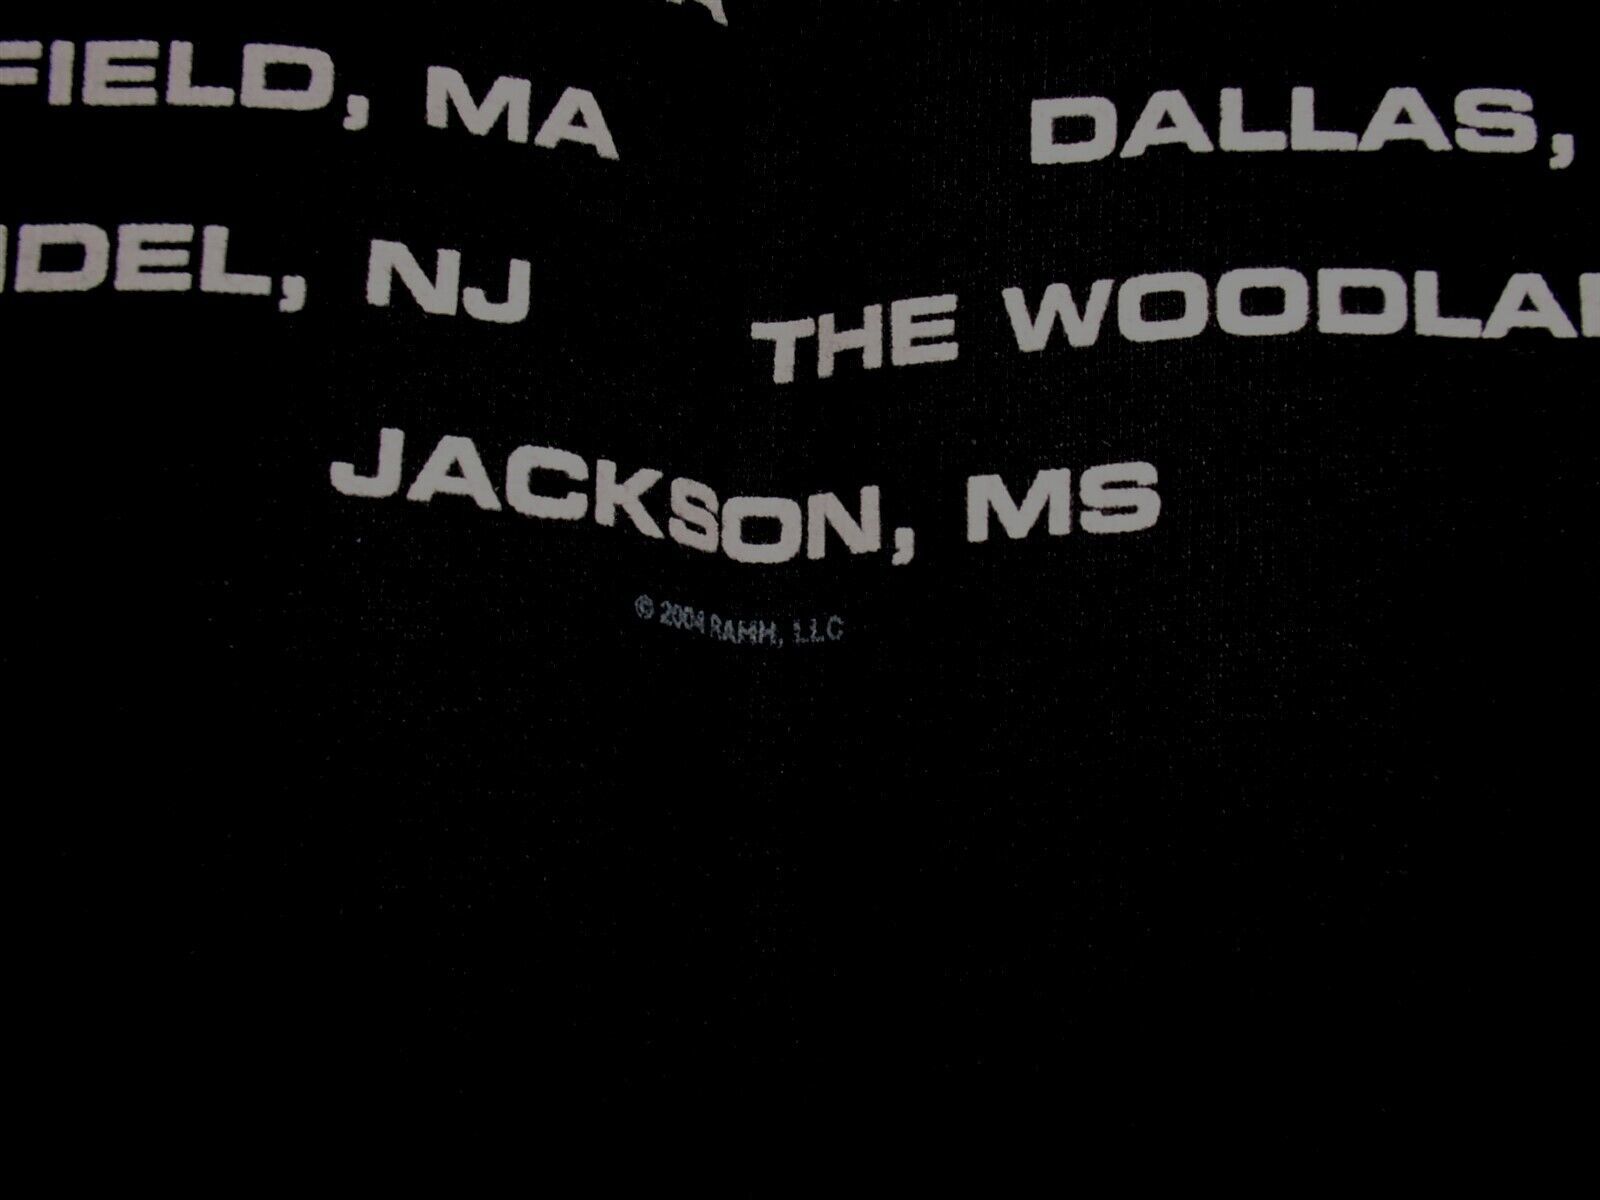 FIELD, MA
DALLAS,
DEL, NJ
THE WOODLA
JACKSON, MS
© 2004 RAMH, LLC